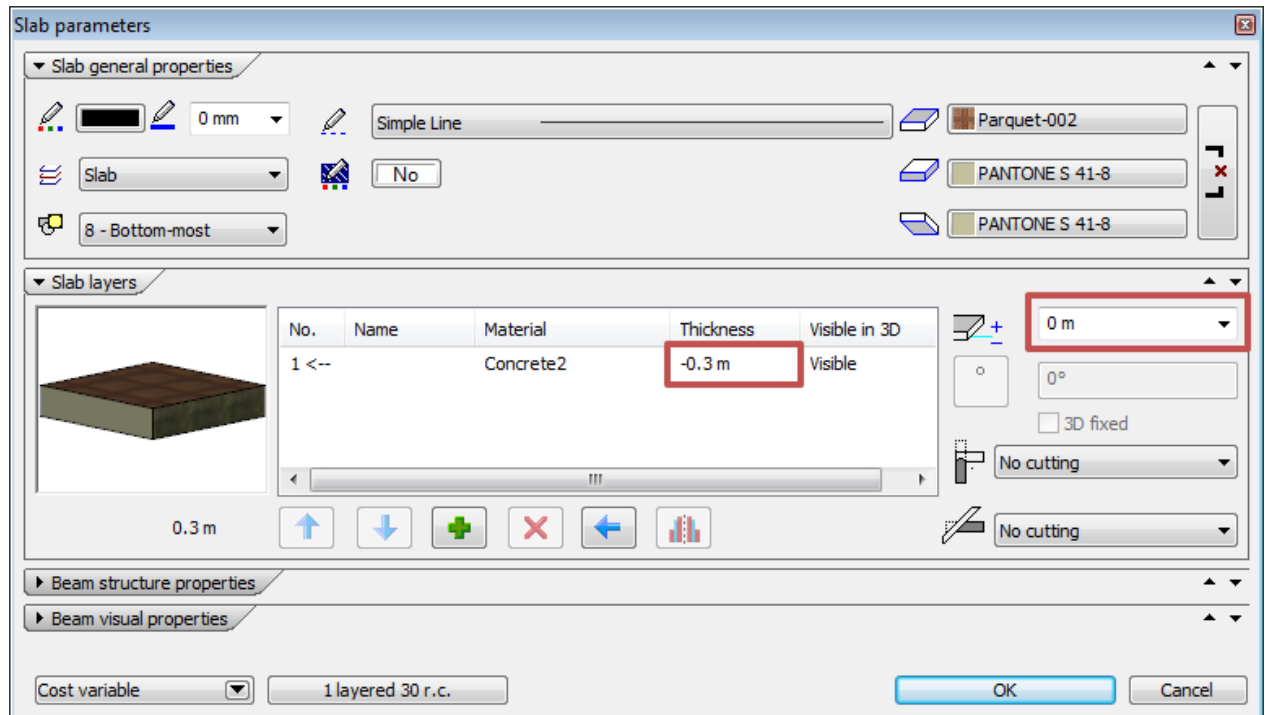 Slab parameters
Slab general properties
0 mm
Simple Line
Parquet-002
Slab
No
PANTONE S 41-8
8 - Bottom-most
PANTONE S 41-8
Slab layers
No. Name Material Thickness Visible in 3D
0 m
1 <-- Concrete2 -0.3 m Visible
0°
3D fixed
No cutting
0.3 m
No cutting
Beam structure properties
Beam visual properties
Cost variable
1 layered 30 r.c.
OK
Cancel